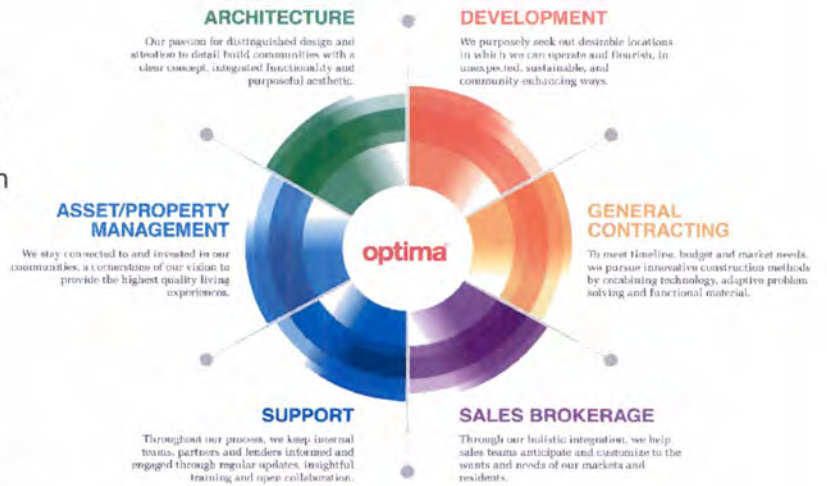 ARCHITECTURE
Our passion for distinguished design and
attention to detail build communities with a
clear concept, integrated functionality and
purposeful aesthetic.
DEVELOPMENT
We purposely seek out desirable locations
in which we can operate and flourish, in
unexpected, sustainable, and
community-enhancing ways.
n
ASSET/PROPERTY
MANAGEMENT
We stay connected to and invested in our
communities, a cornerstone of our vision to
provide the highest quality living
experiences.
optima
GENERAL
CONTRACTING
To meet timeline, budget and market needs,
we pursue innovative construction methods
by combining technology, adaptive problem
solving and functional material.
SUPPORT
Throughout our process, we keep internal
teams, partners and lenders informed and
engaged through regular updates, insightful
training and open collaboration.
SALES BROKERAGE
Through our holistic integration, we help
sales teams anticipate and customize to the
wants and needs of our markets and
residents.